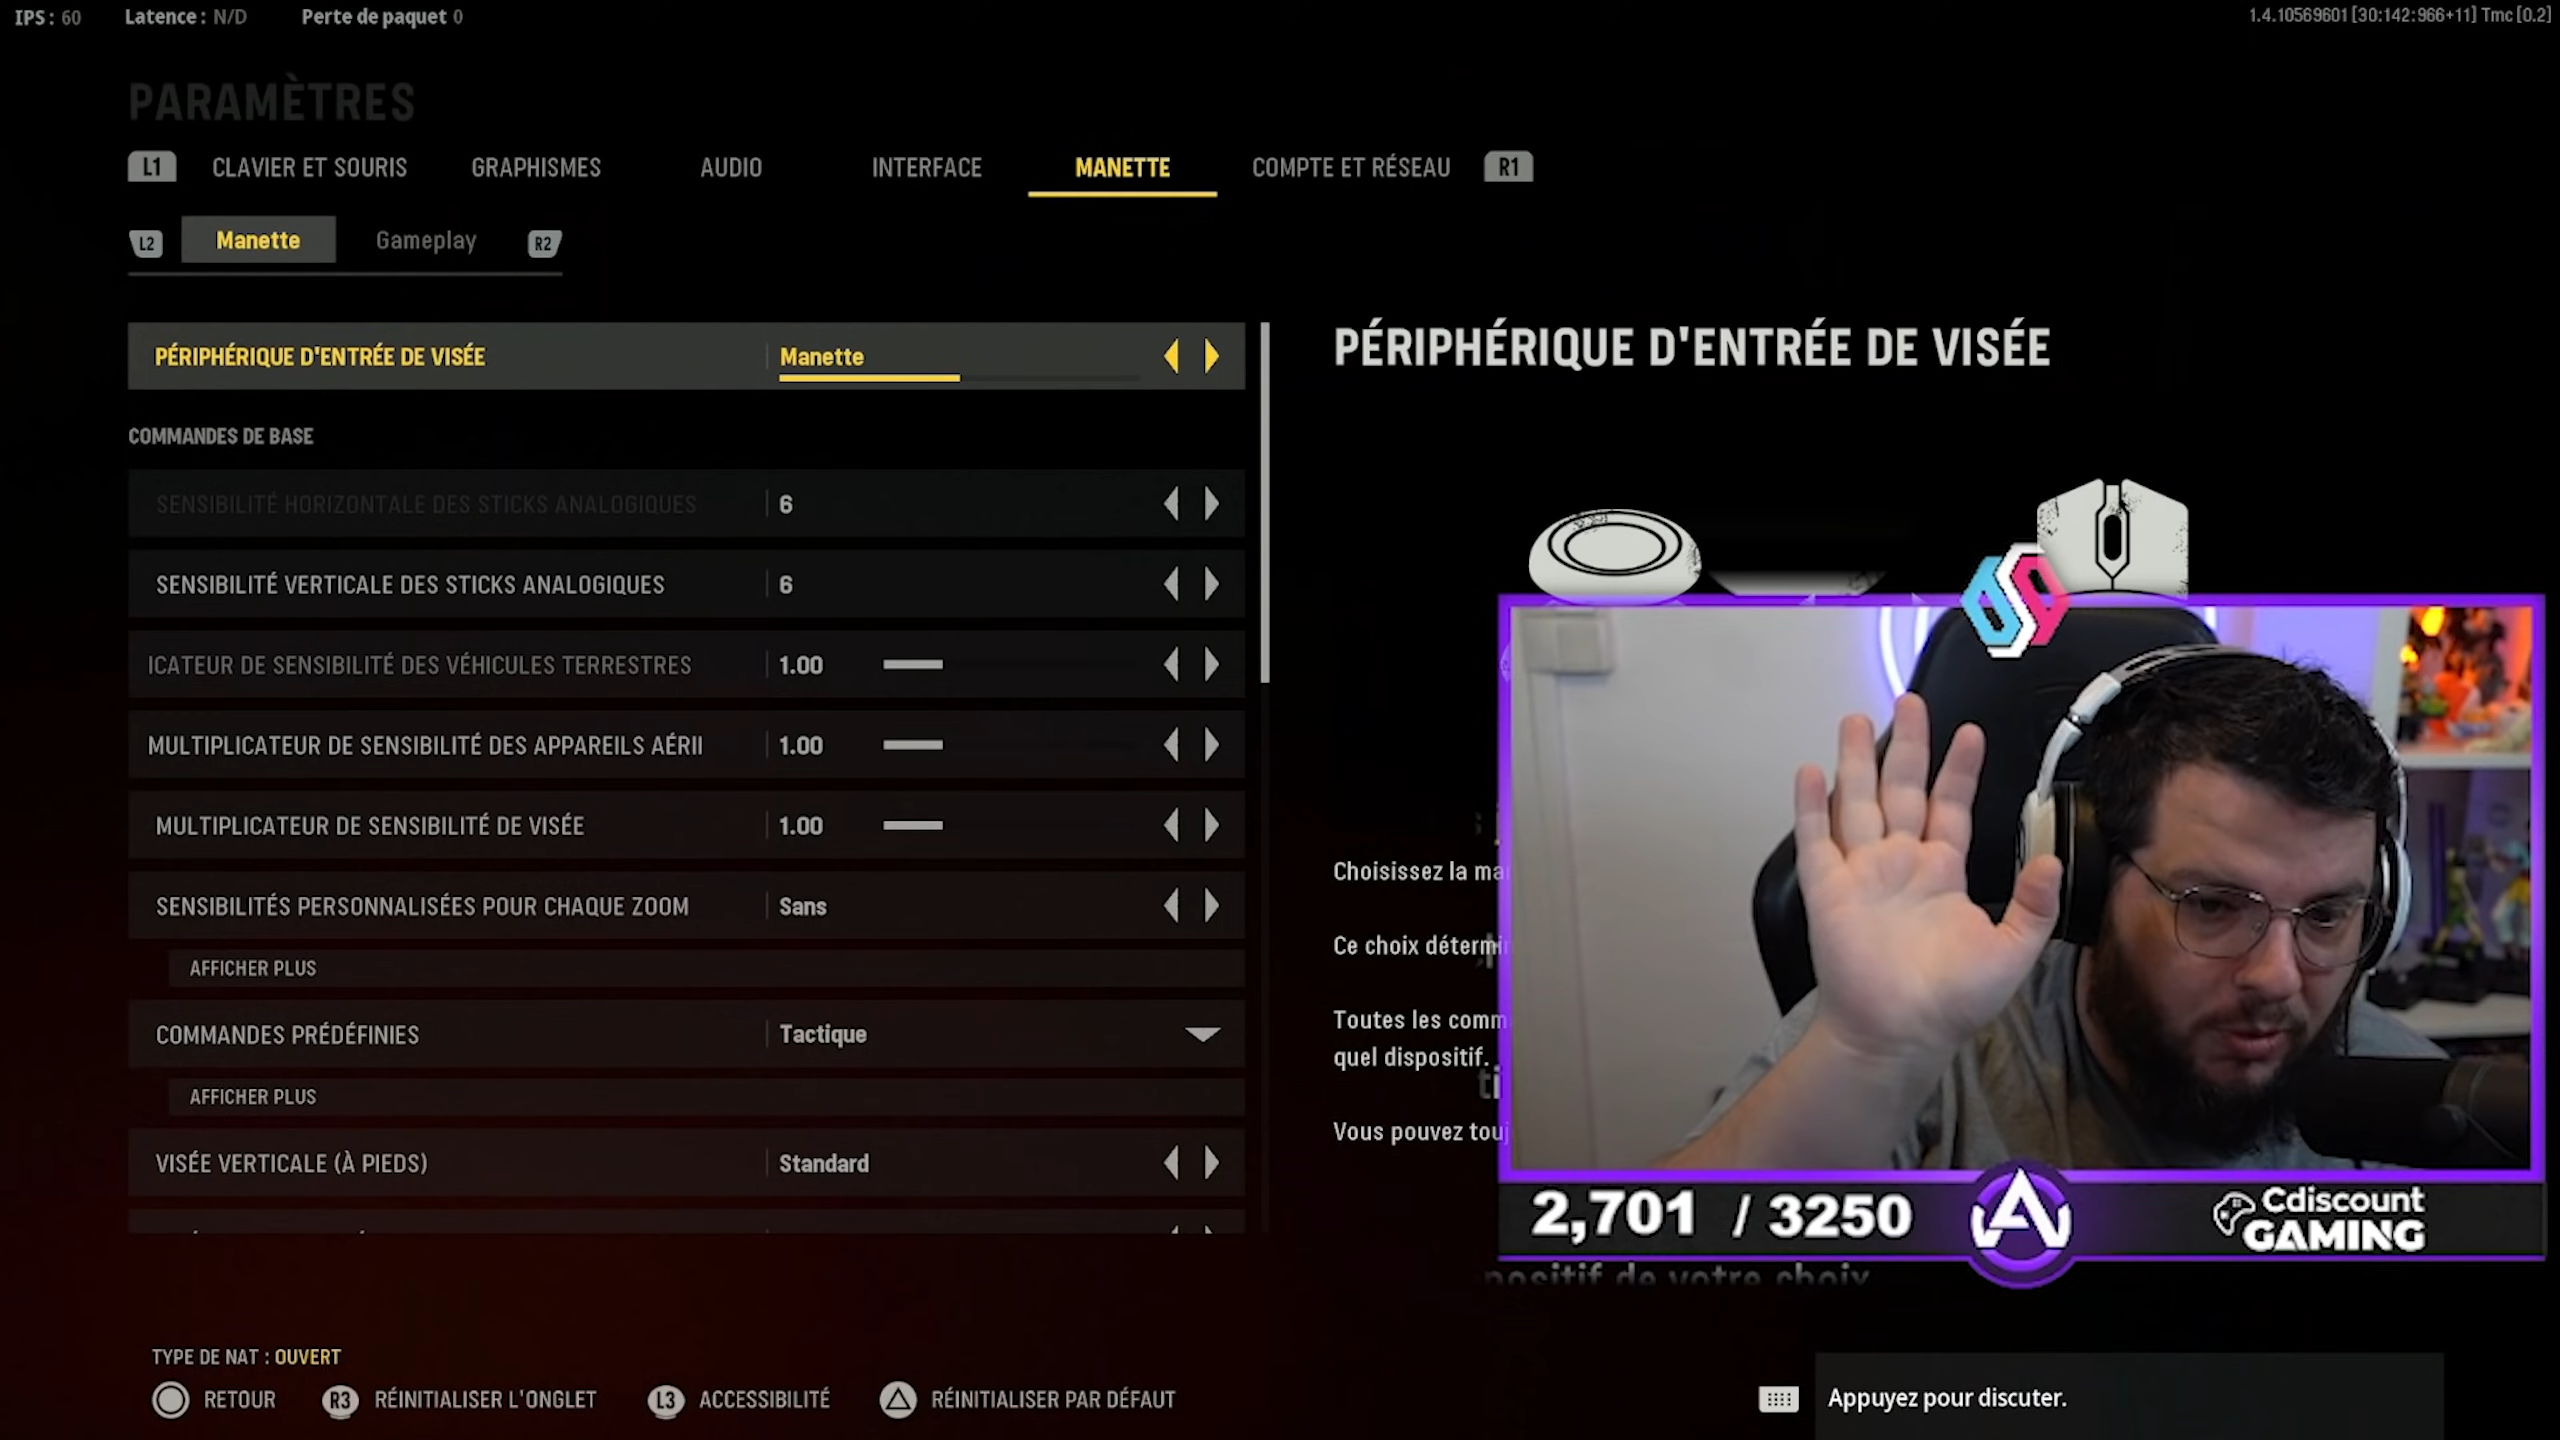 IPS : 60 Latence : N/D Perte de paquet 0
1.4.10569601 [30:142:966+11] Tmc [0.2]
PARAMÈTRES
L1 CLAVIER ET SOURIS GRAPHISMES AUDIO INTERFACE MANETTE COMPTE ET RÉSEAU R1
L2 Manette Gameplay R2
PÉRIPHÉRIQUE D'ENTRÉE DE VISÉE Manette
COMMANDES DE BASE
SENSIBILITÉ HORIZONTALE DES STICKS ANALOGIQUES 6
SENSIBILITÉ VERTICALE DES STICKS ANALOGIQUES 6
ICATEUR DE SENSIBILITÉ DES VÉHICULES TERRESTRES 1.00
MULTIPLICATEUR DE SENSIBILITÉ DES APPAREILS AÉRII 1.00
MULTIPLICATEUR DE SENSIBILITÉ DE VISÉE 1.00
SENSIBILITÉS PERSONNALISÉES POUR CHAQUE ZOOM Sans
AFFICHER PLUS
COMMANDES PRÉDÉFINIES Tactique
AFFICHER PLUS
VISÉE VERTICALE (À PIEDS) Standard
PÉRIPHÉRIQUE D'ENTRÉE DE VISÉE
Choisissez la ma
Ce choix détermi
Toutes les comm
quel dispositif.
Vous pouvez touj
2,701 / 3250
Cdiscount
GAMING
positif de votre choix
TYPE DE NAT : OUVERT
RETOUR R3 RÉINITIALISER L'ONGLET L3 ACCESSIBILITÉ RÉINITIALISER PAR DÉFAUT
Appuyez pour discuter.